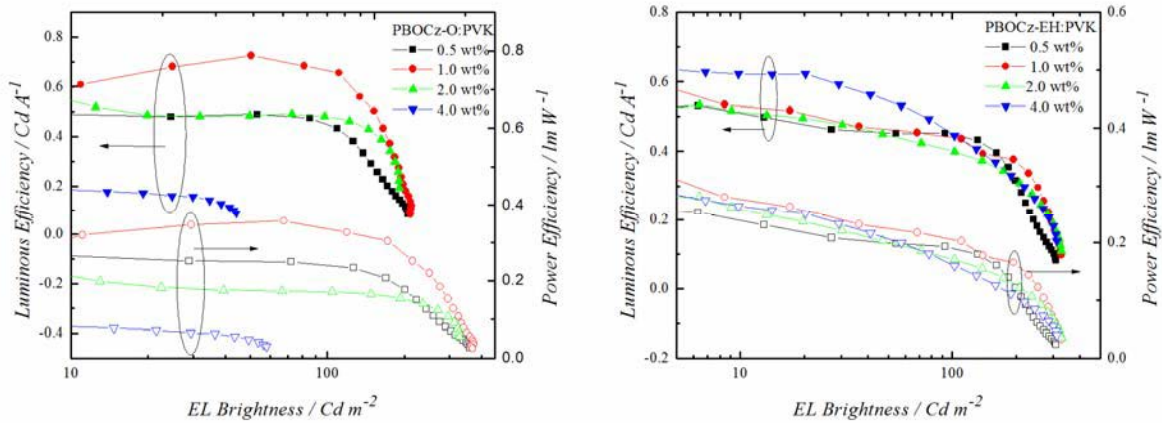 PBOCz-O:PVK
0.5 wt%
1.0 wt%
2.0 wt%
4.0 wt%
Luminous Efficiency / Cd A-1
0.8
0.6
0.4
0.2
0.0
-0.2
-0.4
0.8
0.6
0.4
0.2
0.0
Power Efficiency / lm W-1
10
100
EL Brightness / Cd m-2
PBOCz-EH:PVK
0.5 wt%
1.0 wt%
2.0 wt%
4.0 wt%
Luminous Efficiency / Cd A-1
0.8
0.6
0.4
0.2
0.0
-0.2
0.6
0.4
0.2
0.0
Power Efficiency / lm W-1
10
100
EL Brightness / Cd m-2